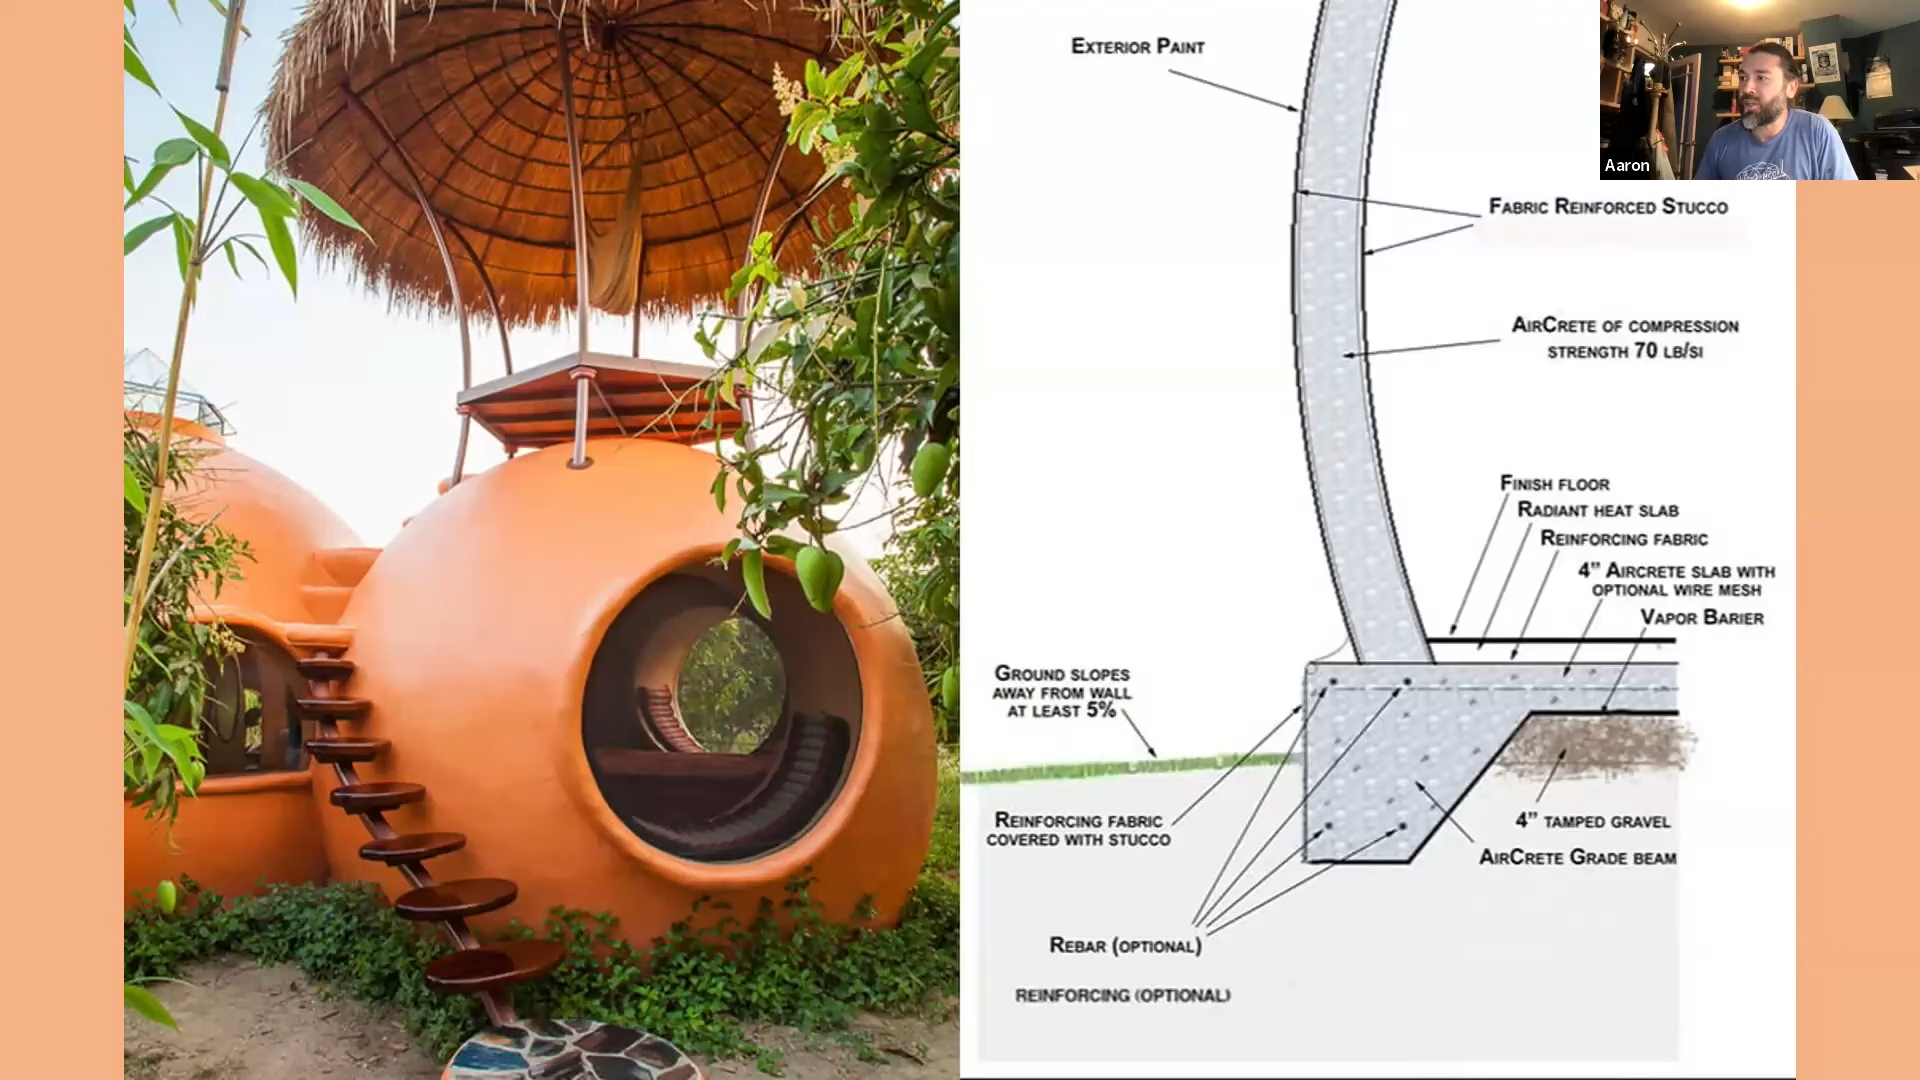 EXTERIOR PAINT
Aaron
FABRIC REINFORCED STUCCO
AIRCRETE OF COMPRESSION
STRENGTH 70 LB/SI
FINISH FLOOR
RADIANT HEAT SLAB
REINFORCING FABRIC
4” AIRCRETE SLAB WITH
OPTIONAL WIRE MESH
VAPOR BARIER
GROUND SLOPES
AWAY FROM WALL
AT LEAST 5%
REINFORCING FABRIC
COVERED WITH STUCCO
4” TAMPED GRAVEL
AIRCRETE GRADE BEAM
REBAR (OPTIONAL)
REINFORCING (OPTIONAL)